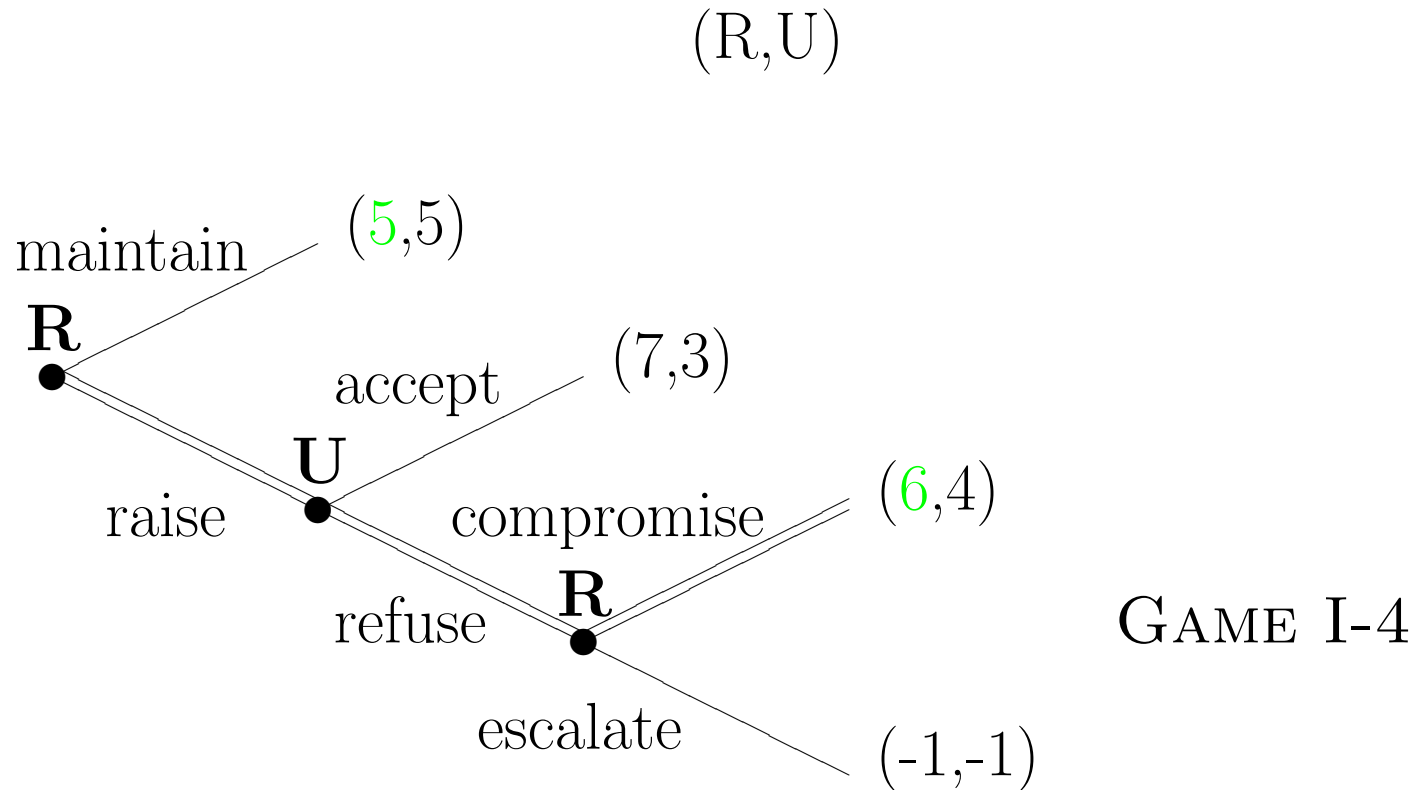 (R,U)
maintain
(5,5)
R
accept
(7,3)
U
raise
compromise
(6,4)
R
refuse
GAME I-4
escalate
(-1,-1)